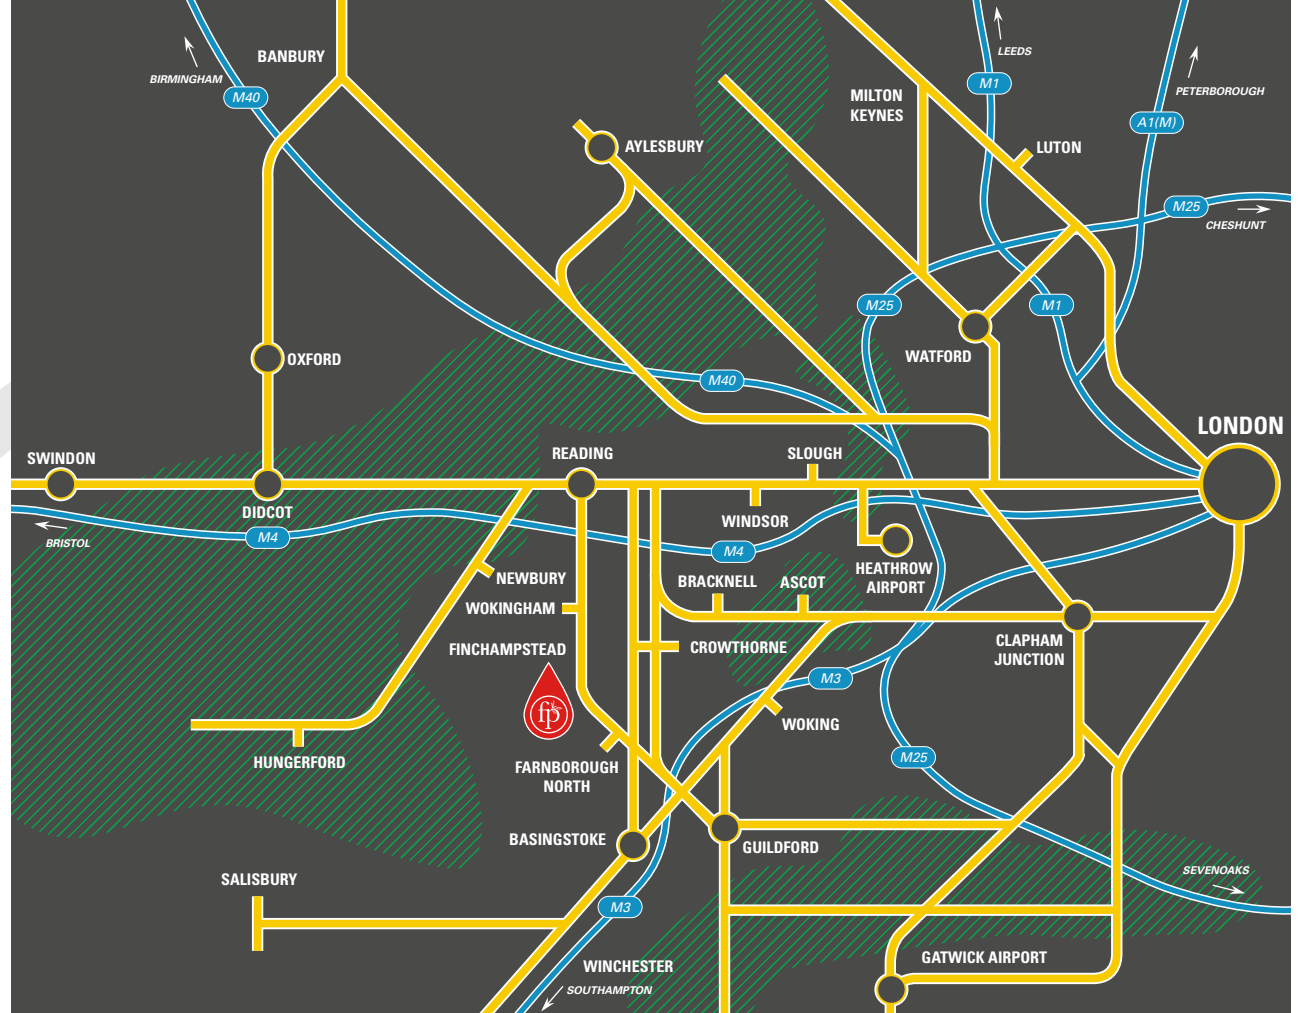 BANBURY
BIRMINGHAM
M40
AYLESBURY
MILTON
KEYNES
LEEDS
M1
PETERBOROUGH
A1(M)
LUTON
M25
CHESHUNT
M25
M1
WATFORD
OXFORD
M40
LONDON
SWINDON
READING
SLOUGH
DIDCOT
WINDSOR
M4
BRISTOL
M4
HEATHROW
AIRPORT
NEWBURY
BRACKNELL
ASCOT
WOKINGHAM
FINCHAMPSTEAD
CROWTHORNE
CLAPHAM
JUNCTION
M3
fp
WOKING
HUNGERFORD
FARNBOROUGH
NORTH
M25
BASINGSTOKE
GUILDFORD
SALISBURY
SEVENOAKS
M3
WINCHESTER
GATWICK AIRPORT
SOUTHAMPTON